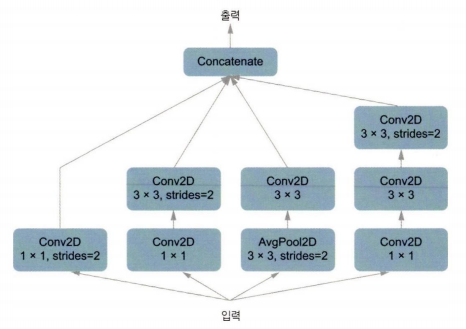 출력
Concatenate
Conv2D
3 × 3, strides=2
Conv2D
3 × 3, strides=2
Conv2D
3 × 3
Conv2D
3 × 3
Conv2D
1 × 1, strides=2
Conv2D
1 × 1
AvgPool2D
3 × 3, strides=2
Conv2D
1 × 1
입력